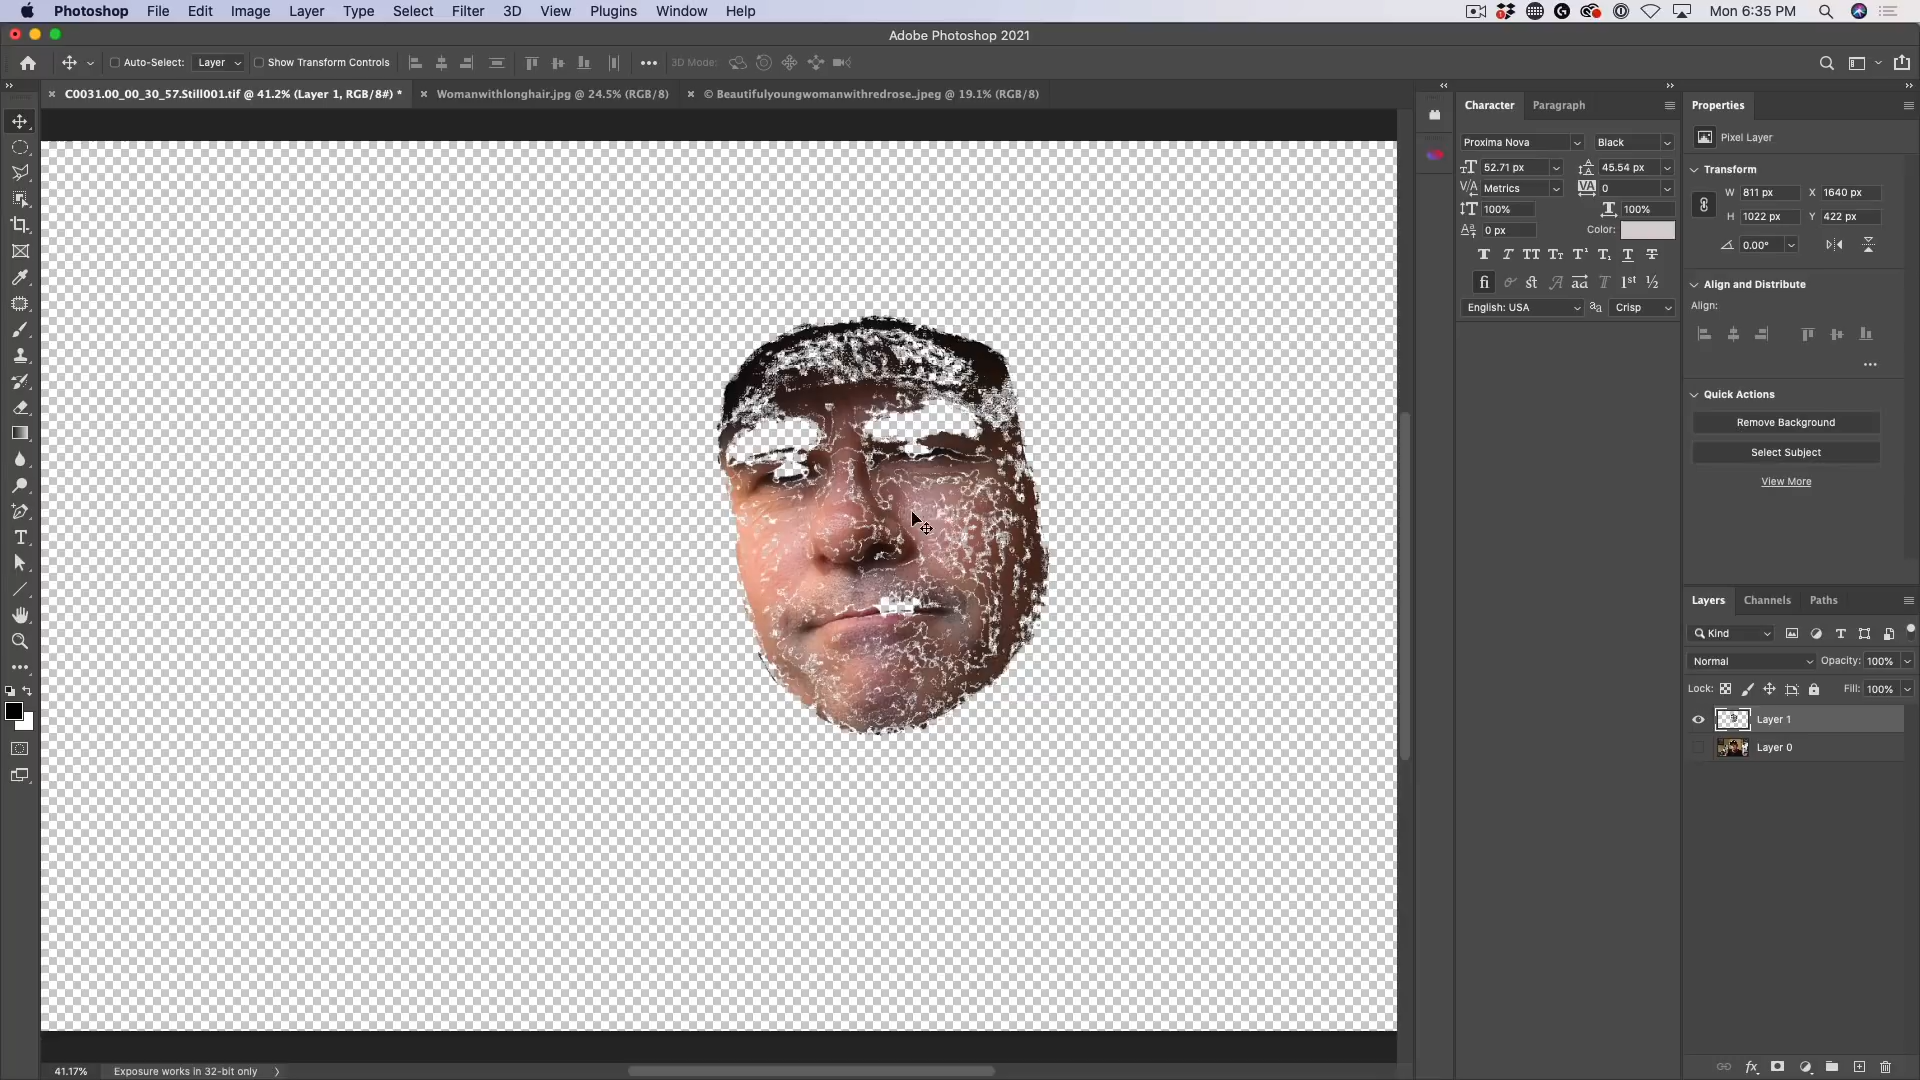 Photoshop File Edit Image Layer Type Select Filter 3D View Plugins Window Help Mon 6:35 PM
Adobe Photoshop 2021
Auto-Select: Layer Show Transform Controls 3D Mode:
C0031.00_00_30_57.Still001.tif @ 41.2% (Layer 1, RGB/8#) * Womanwithlonghair.jpg @ 24.5% (RGB/8) © Beautifulyoungwomanwithredrose..jpeg @ 19.1% (RGB/8)
Character Paragraph
Proxima Nova Black
52.71 px 45.54 px
Metrics 0
100% 100%
0 px Color:
English: USA Crisp
Properties
Pixel Layer
Transform
W 811 px X 1640 px
H 1022 px Y 422 px
0.00°
Align and Distribute
Align:
Quick Actions
Remove Background
Select Subject
View More
Layers Channels Paths
Kind
Normal Opacity: 100%
Lock: Fill: 100%
Layer 1
Layer 0
41.17% Exposure works in 32-bit only